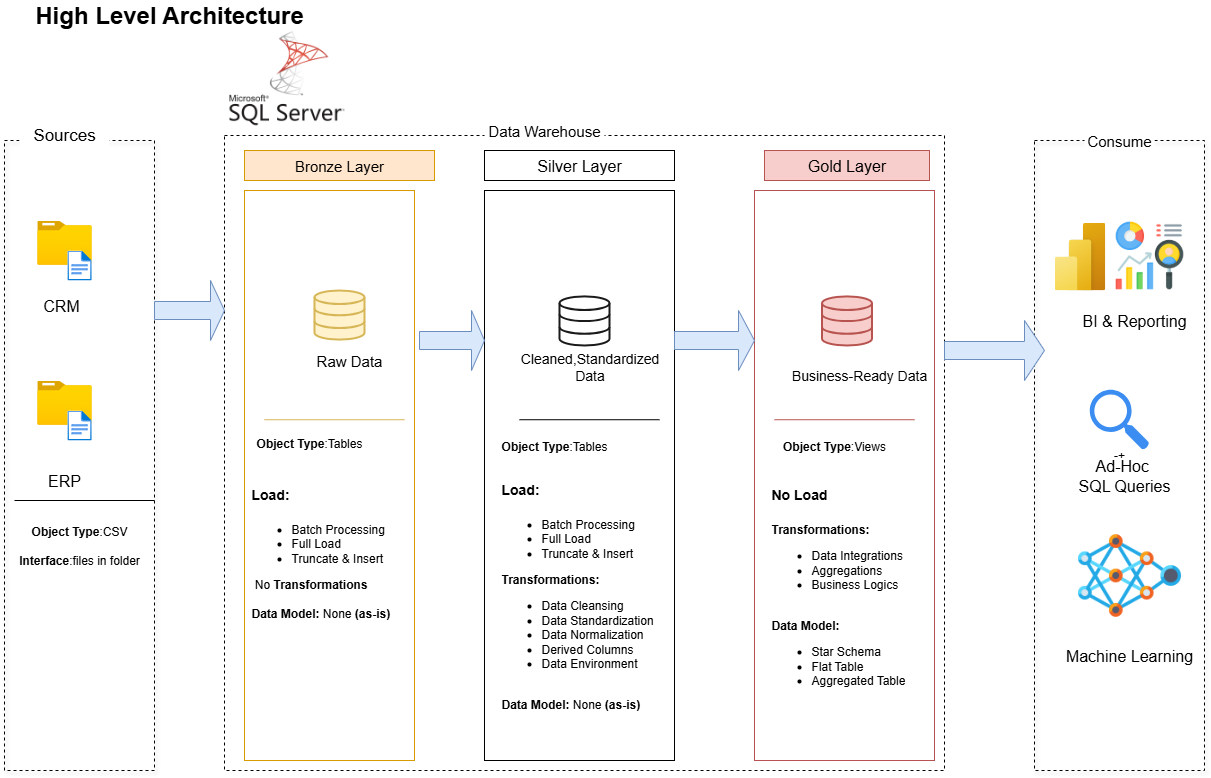 High Level Architecture
Microsoft®
SQL Server
Sources
CRM
ERP
Object Type:CSV
Interface:files in folder
Data Warehouse
Bronze Layer
Raw Data
Object Type:Tables
Load:
Batch Processing
Full Load
Truncate & Insert
No Transformations
Data Model: None (as-is)
Silver Layer
Cleaned,Standardized
Data
Object Type:Tables
Load:
Batch Processing
Full Load
Truncate & Insert
Transformations:
Data Cleansing
Data Standardization
Data Normalization
Derived Columns
Data Environment
Data Model: None (as-is)
Gold Layer
Business-Ready Data
Object Type:Views
No Load
Transformations:
Data Integrations
Aggregations
Business Logics
Data Model:
Star Schema
Flat Table
Aggregated Table
Consume
BI & Reporting
-+
Ad-Hoc
SQL Queries
Machine Learning